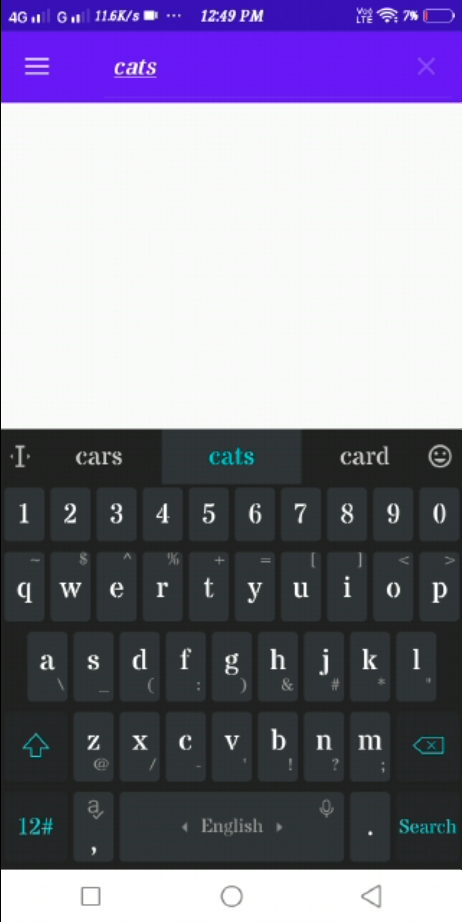 4G G 11.6K/s ··· 12:49 PM Vo) LTE 7%
cats
cars cats card
1 2 3 4 5 6 7 8 9 0
~ $ ^ % + = [ ] < >
q w e r t y u i o p
a s d f g h j k l
\ _ ( : ) & # * "
z x c v b n m
@ / - ' ! ? ;
12# a , English . Search